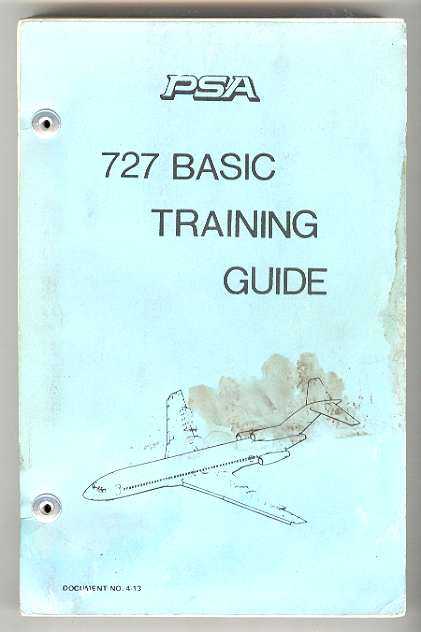 PSA
727 BASIC
TRAINING
GUIDE
DOCUMENT NO. 4-13